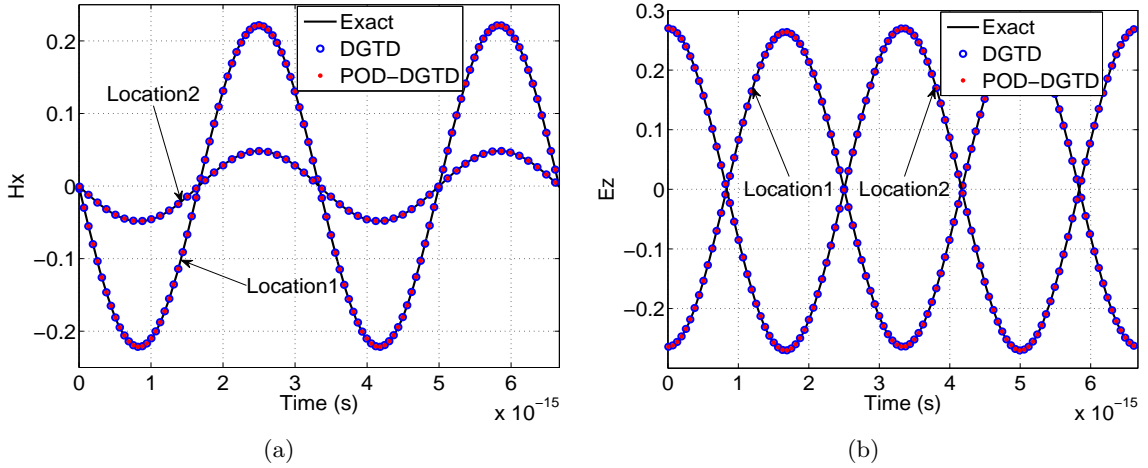 Exact
DGTD
POD−DGTD
Location2
Location1
0.2
0.1
0
−0.1
−0.2
Hx
0 1 2 3 4 5 6
Time (s)
x 10−15
(a)
Exact
DGTD
POD−DGTD
Location1
Location2
0.3
0.2
0.1
0
−0.1
−0.2
Ez
0 1 2 3 4 5 6
Time (s)
x 10−15
(b)